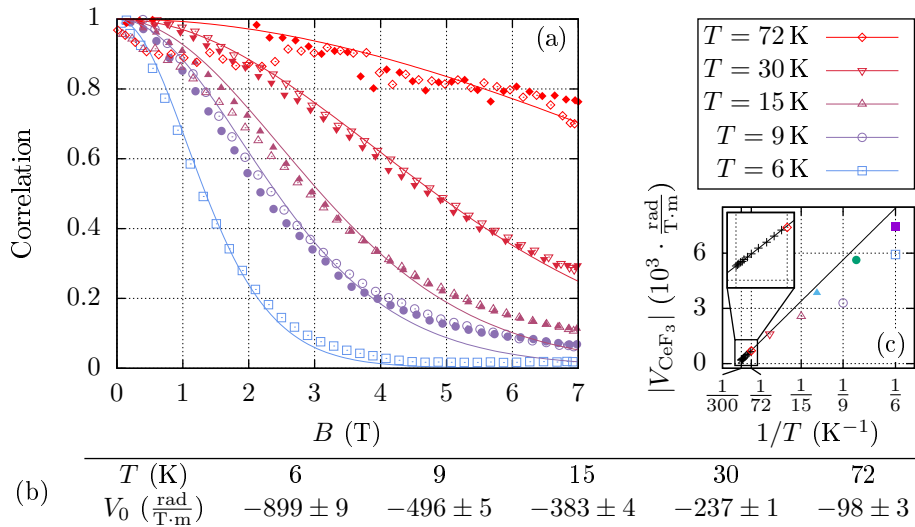 (a)
Correlation
1
0.8
0.6
0.4
0.2
0
0 1 2 3 4 5 6 7
B (T)
T = 72 K
T = 30 K
T = 15 K
T = 9 K
T = 6 K
|V_{CeF_3}| (10^3 · rad/T·m)
6
3
0
(c)
1/300 1/72 1/15 1/9 1/6
1/T (K^{-1})
(b)
T (K) 6 9 15 30 72
V_0 (rad/T·m) −899 ± 9 −496 ± 5 −383 ± 4 −237 ± 1 −98 ± 3